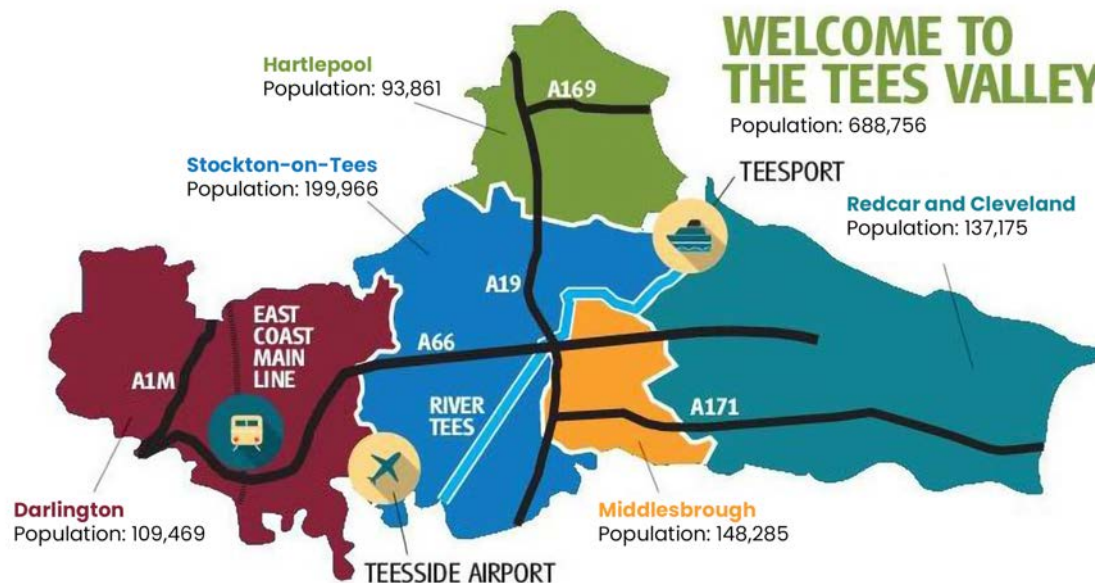 WELCOME TO
THE TEES VALLEY
Population: 688,756
Hartlepool
Population: 93,861
A169
Stockton-on-Tees
Population: 199,966
TEESPORT
Redcar and Cleveland
Population: 137,175
A19
EAST
COAST
MAIN
LINE
A66
A1M
RIVER
TEES
A171
Darlington
Population: 109,469
Middlesbrough
Population: 148,285
TEESSIDE AIRPORT